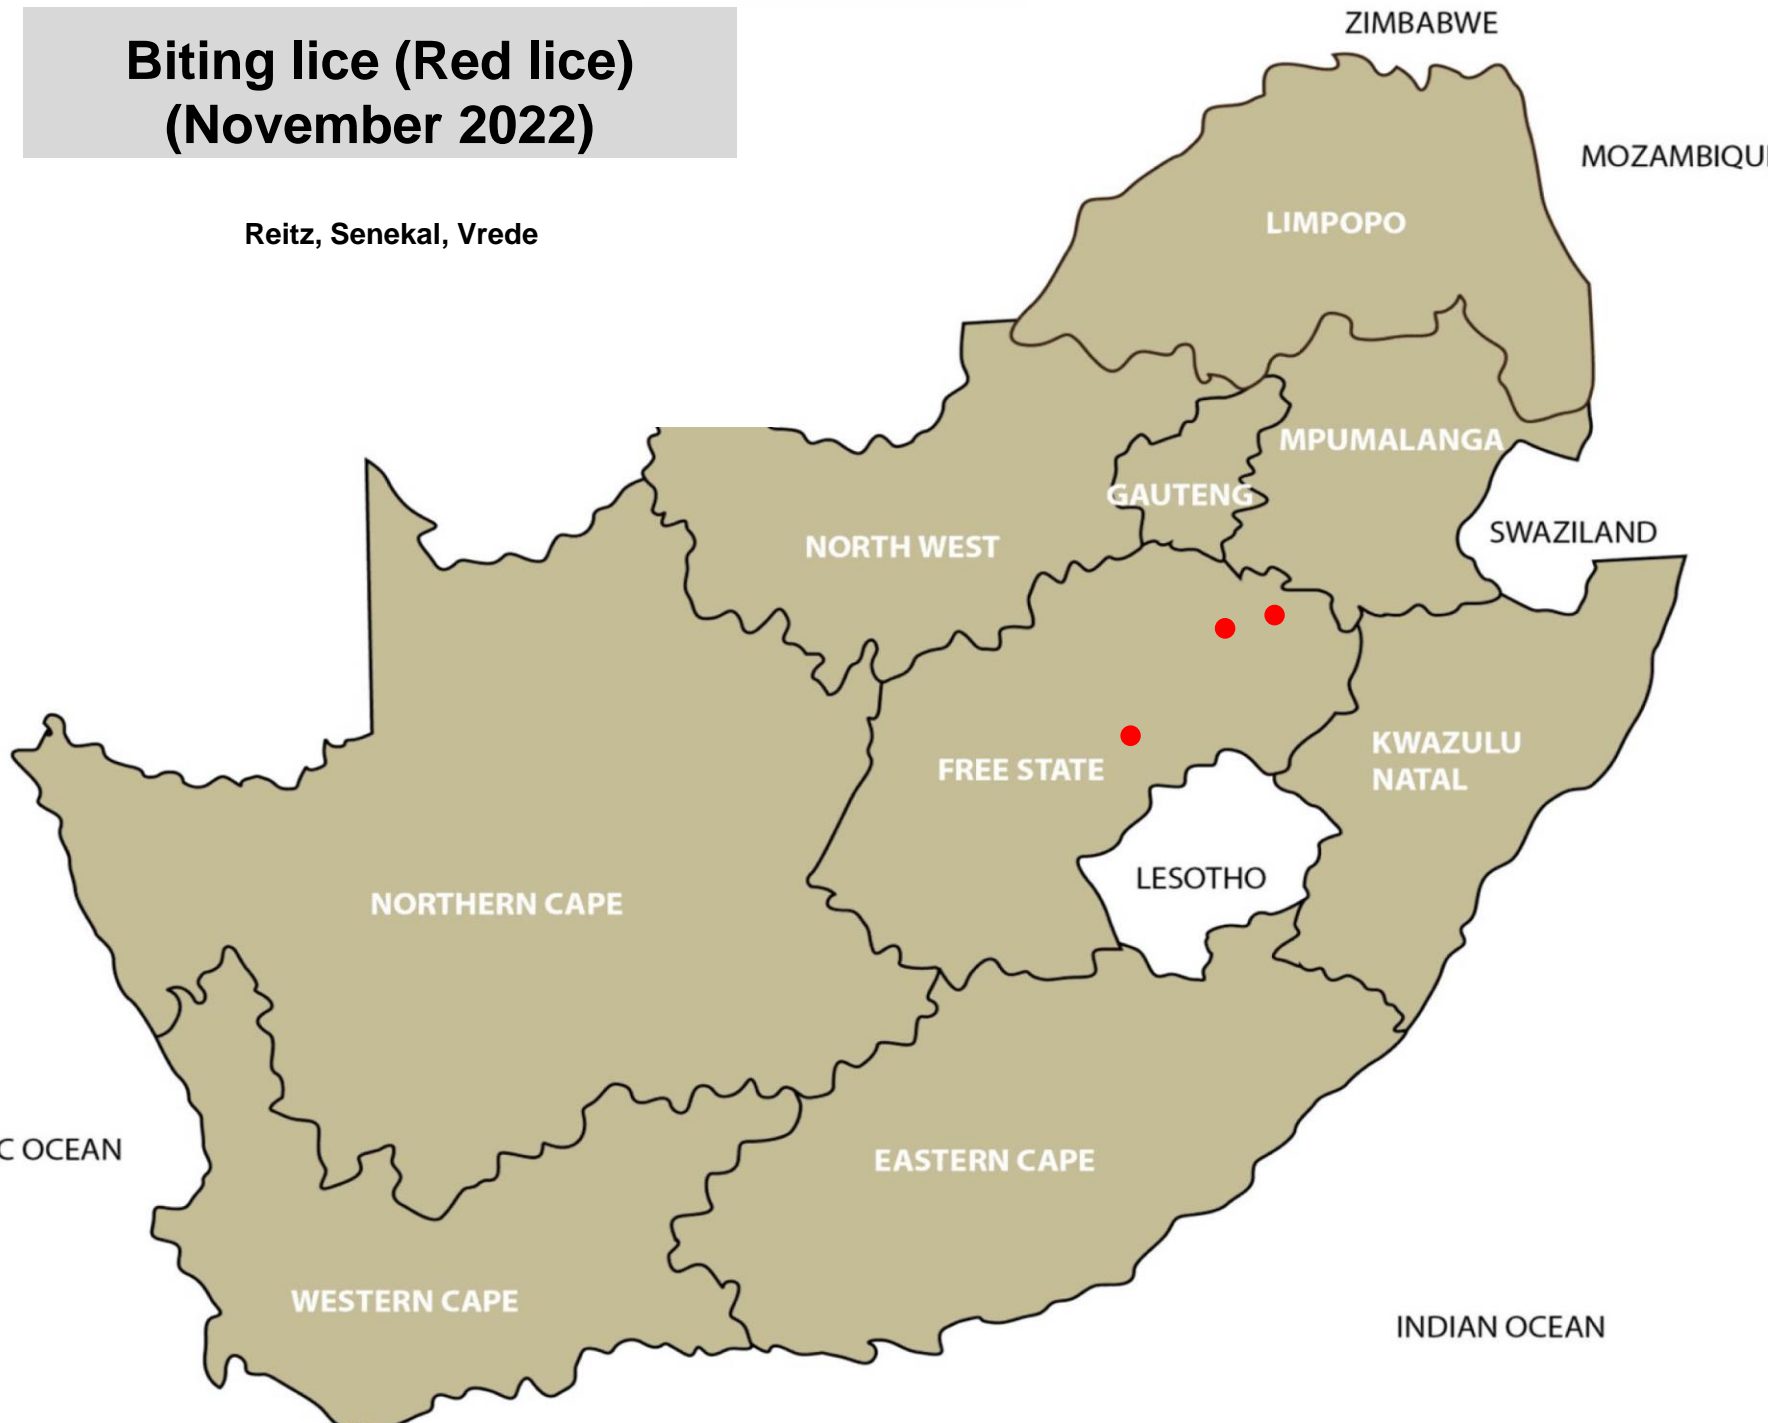 Biting lice (Red lice)
(November 2022)
Reitz, Senekal, Vrede
ZIMBABWE
MOZAMBIQU
LIMPOPO
MPUMALANGA
GAUTENG
SWAZILAND
NORTH WEST
KWAZULU
NATAL
FREE STATE
LESOTHO
NORTHERN CAPE
C OCEAN
EASTERN CAPE
WESTERN CAPE
INDIAN OCEAN